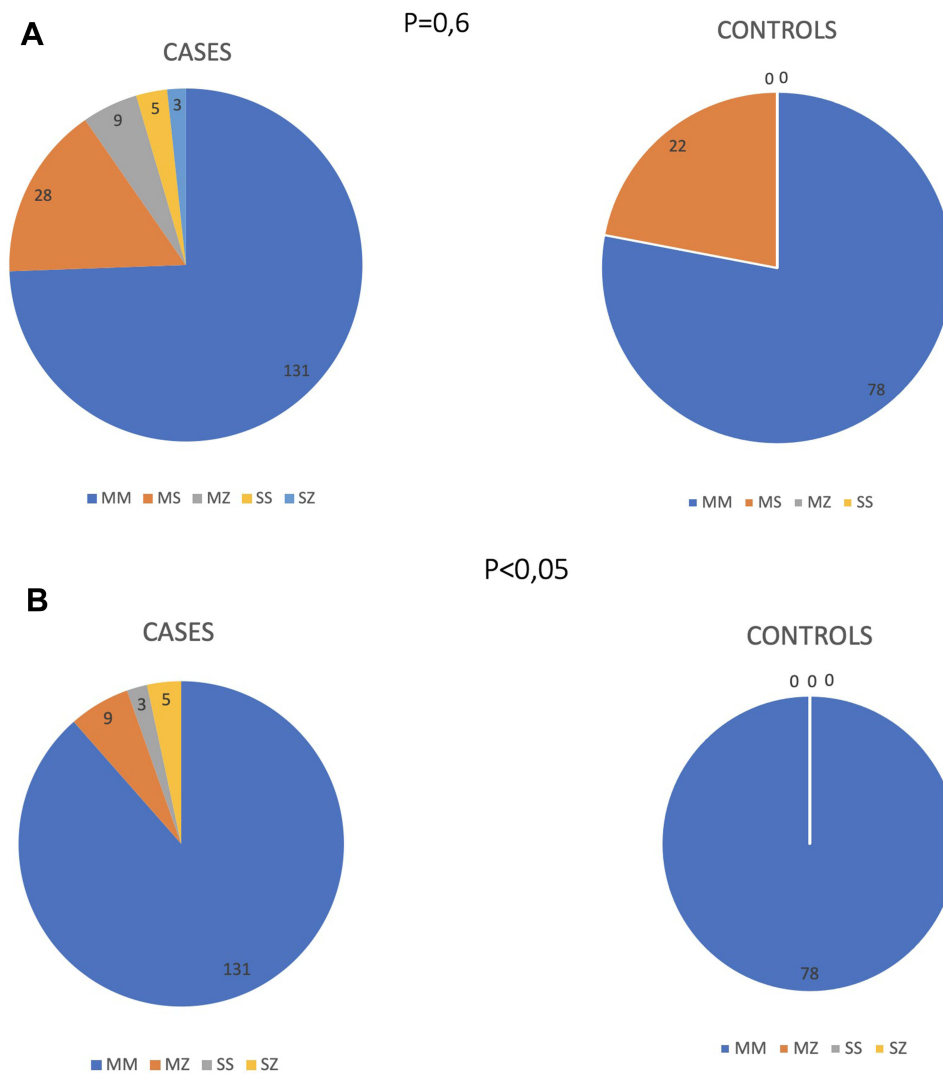 A
P=0,6
CASES
CONTROLS
0 0
3
5
9
28
22
131
78
MM MS MZ SS SZ
MM MS MZ SS
P<0,05
B
CASES
CONTROLS
0 0 0
5
3
9
131
78
MM MZ SS SZ
MM MZ SS SZ